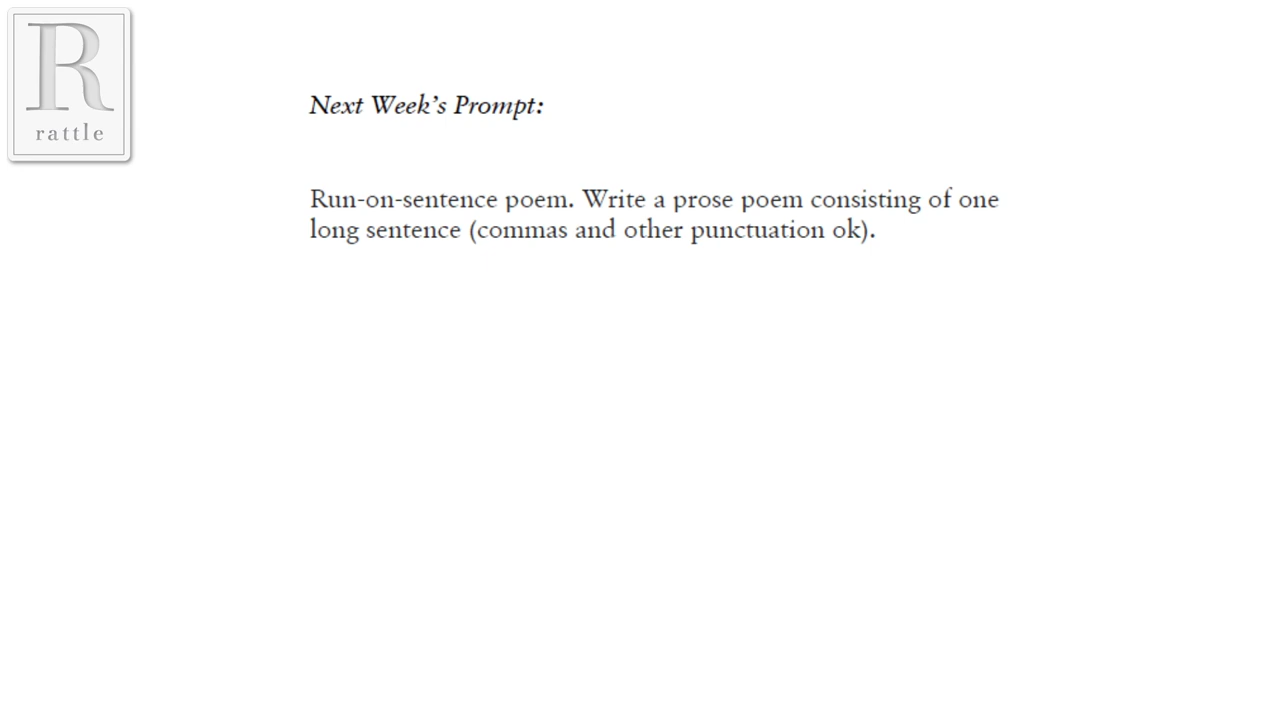 R
rattle
Next Week's Prompt:
Run-on-sentence poem. Write a prose poem consisting of one
long sentence (commas and other punctuation ok).